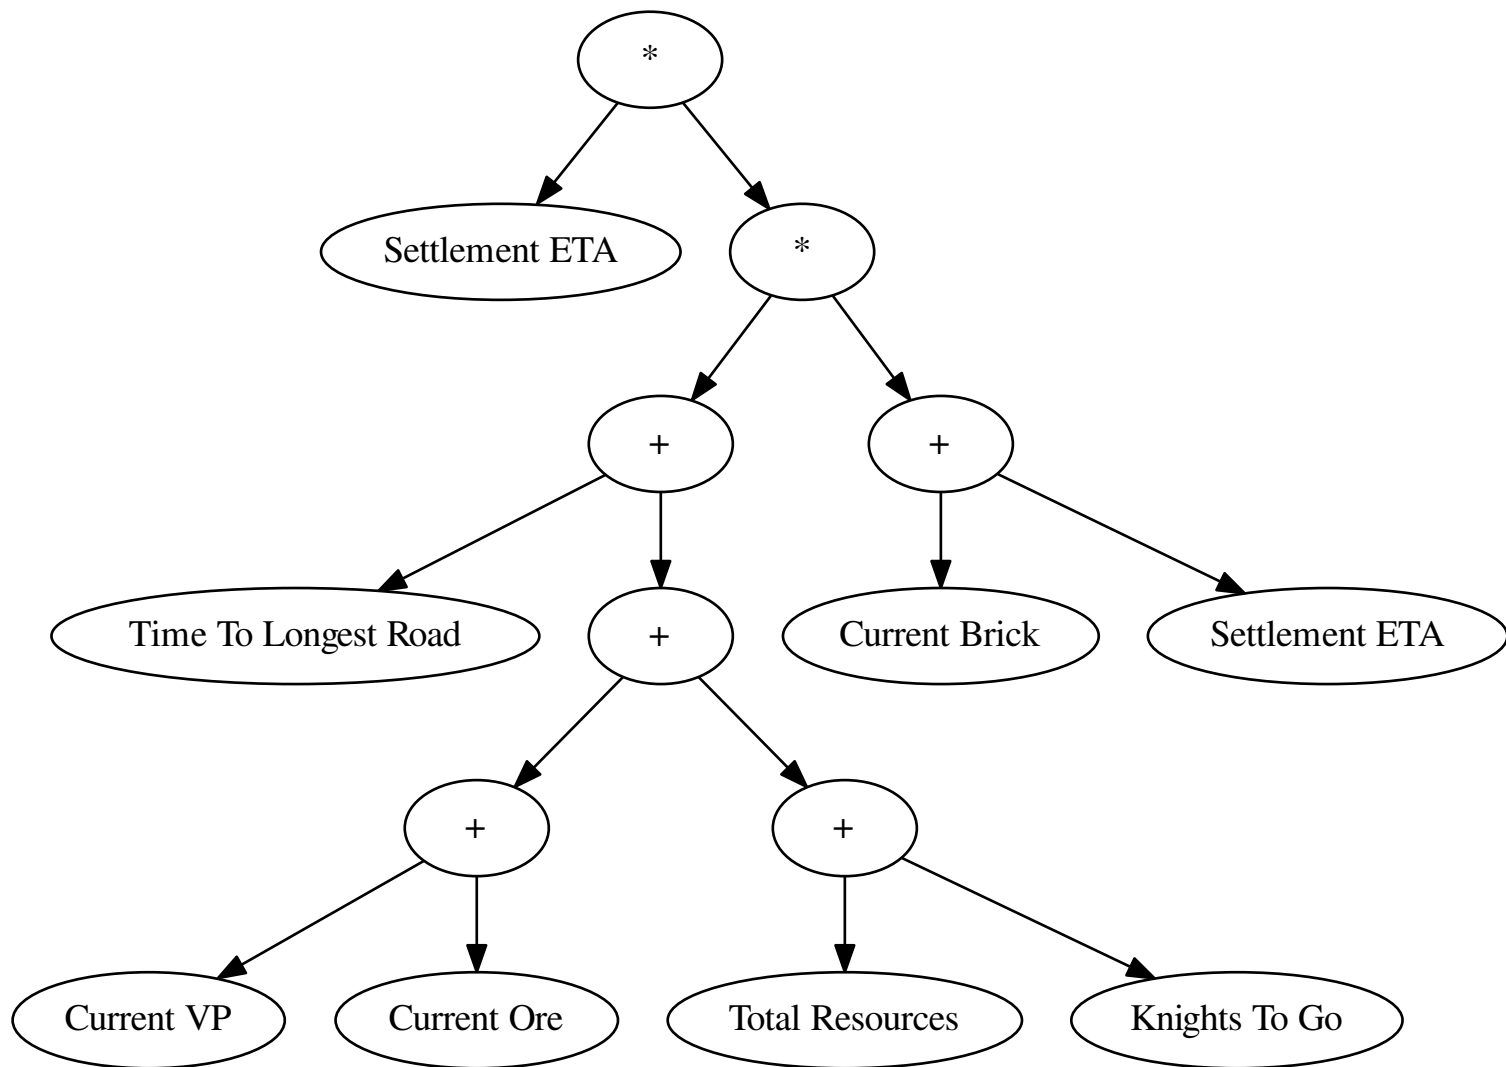 *
Settlement ETA
*
+
+
Time To Longest Road
+
Current Brick
Settlement ETA
+
+
Current VP
Current Ore
Total Resources
Knights To Go